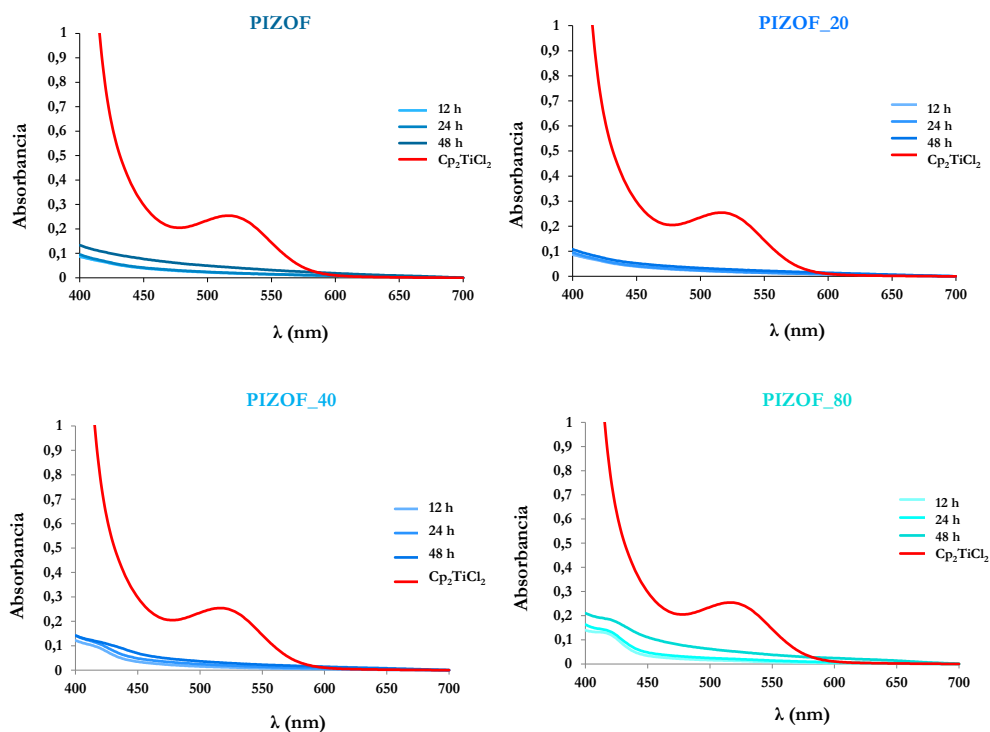 PIZOF
1
0,9
0,8
0,7
0,6
0,5
0,4
0,3
0,2
0,1
0
Absorbancia
12 h
24 h
48 h
Cp₂TiCl₂
400 450 500 550 600 650 700
λ (nm)
PIZOF_20
1
0,9
0,8
0,7
0,6
0,5
0,4
0,3
0,2
0,1
0
Absorbancia
12 h
24 h
48 h
Cp₂TiCl₂
400 450 500 550 600 650 700
λ (nm)
PIZOF_40
1
0,9
0,8
0,7
0,6
0,5
0,4
0,3
0,2
0,1
0
Absorbancia
12 h
24 h
48 h
Cp₂TiCl₂
400 450 500 550 600 650 700
λ (nm)
PIZOF_80
1
0,9
0,8
0,7
0,6
0,5
0,4
0,3
0,2
0,1
0
Absorbancia
12 h
24 h
48 h
Cp₂TiCl₂
400 450 500 550 600 650 700
λ (nm)